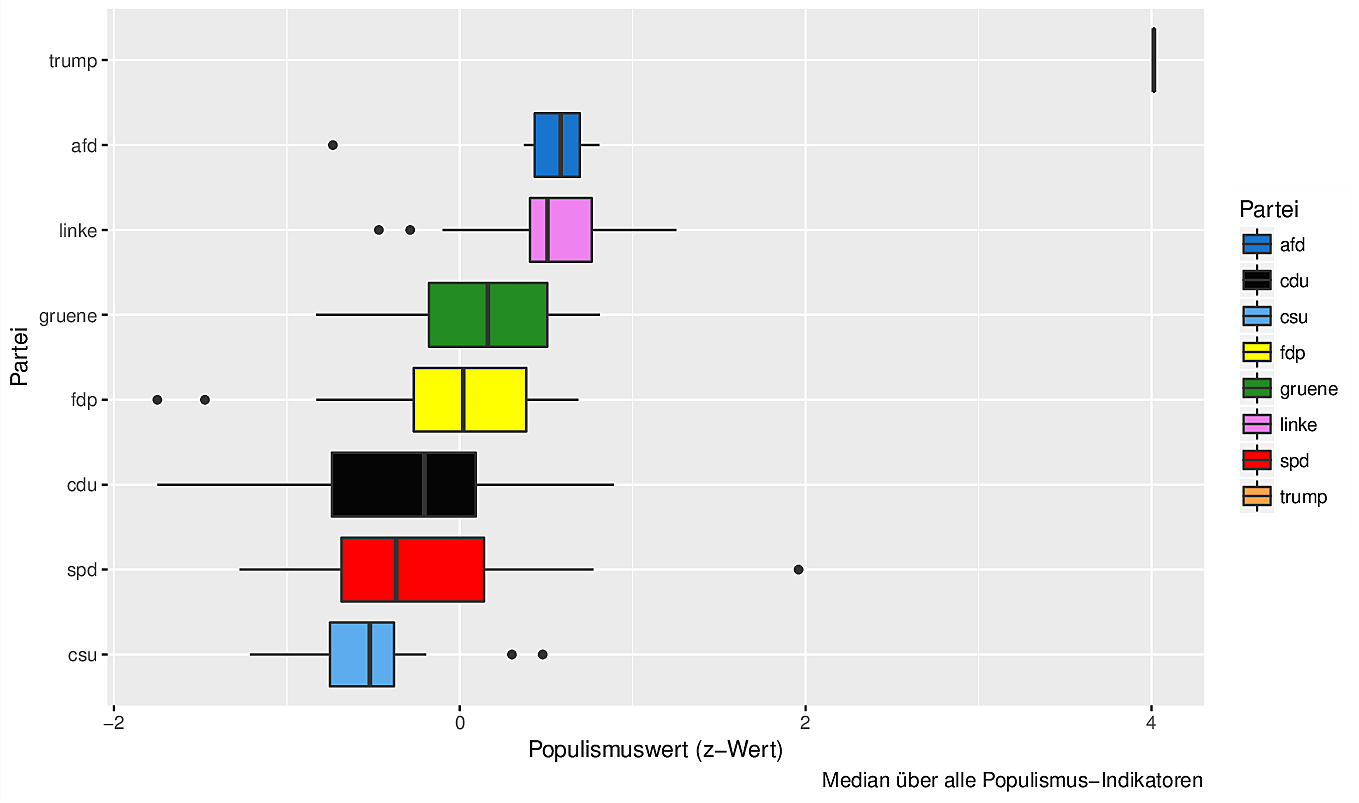 trump
afd
linke
gruene
fdp
cdu
spd
csu
Partei
−2 0 2 4
Populismuswert (z−Wert)
Median über alle Populismus−Indikatoren
Partei
afd
cdu
csu
fdp
gruene
linke
spd
trump